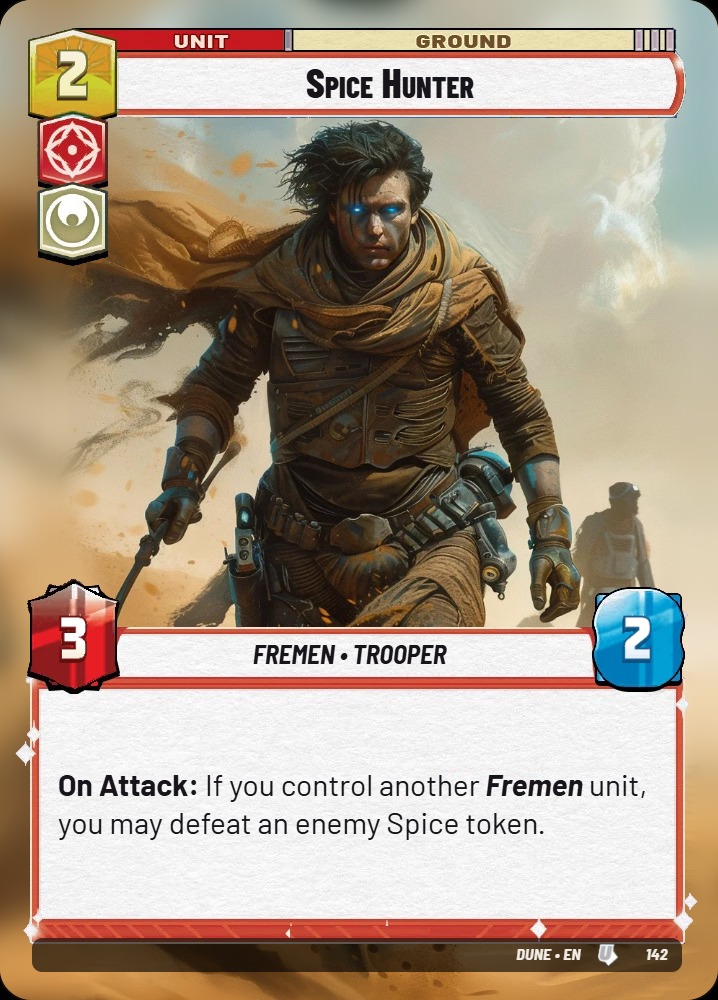 UNIT GROUND
2
SPICE HUNTER
3
FREMEN • TROOPER
2
On Attack: If you control another Fremen unit,
you may defeat an enemy Spice token.
DUNE • EN U 142